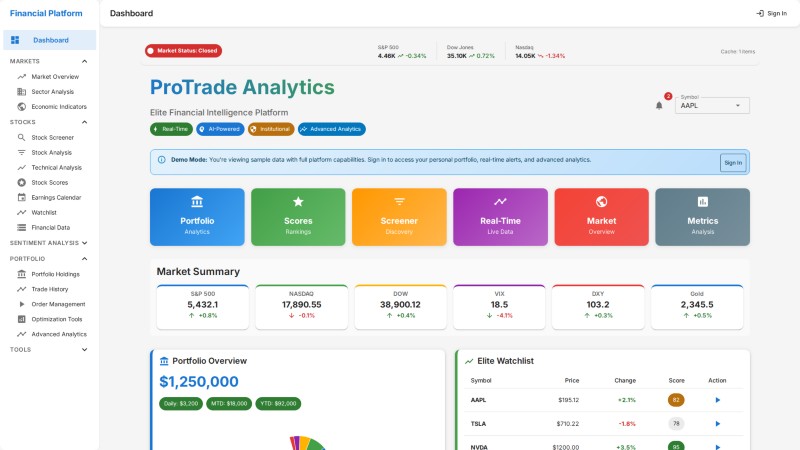 Financial Platform
Dashboard
MARKETS
Market Overview
Sector Analysis
Economic Indicators
STOCKS
Stock Screener
Stock Analysis
Technical Analysis
Stock Scores
Earnings Calendar
Watchlist
Financial Data
SENTIMENT ANALYSIS
PORTFOLIO
Portfolio Holdings
Trade History
Order Management
Optimization Tools
Advanced Analytics
TOOLS
Dashboard
Sign In
Market Status: Closed
S&P 500
4.46K -0.34%
Dow Jones
35.10K 0.72%
Nasdaq
14.05K -1.34%
Cache: 1 items
ProTrade Analytics
Elite Financial Intelligence Platform
Real-Time
AI-Powered
Institutional
Advanced Analytics
2
Symbol
AAPL
Demo Mode: You're viewing sample data with full platform capabilities. Sign in to access your personal portfolio, real-time alerts, and advanced analytics.
Sign In
Portfolio
Analytics
Scores
Rankings
Screener
Discovery
Real-Time
Live Data
Market
Overview
Metrics
Analysis
Market Summary
S&P 500
5,432.1
+0.8%
NASDAQ
17,890.55
-0.1%
DOW
38,900.12
+0.4%
VIX
18.5
-4.1%
DXY
103.2
+0.3%
Gold
2,345.5
+0.5%
Portfolio Overview
$1,250,000
Daily: $3,200
MTD: $18,000
YTD: $92,000
Elite Watchlist
Symbol Price Change Score Action
AAPL $195.12 +2.1% 82
TSLA $710.22 -1.8% 78
NVDA $1200.00 +3.5% 95